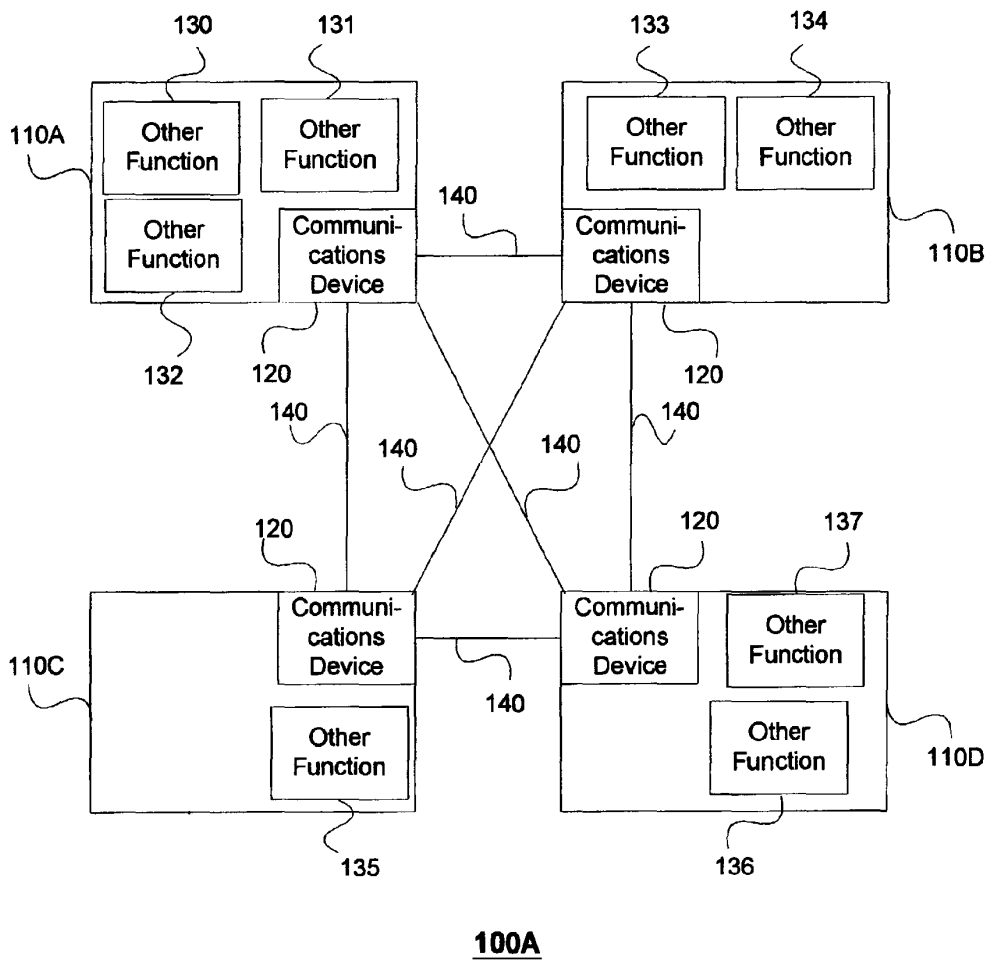 130
131
133
134
110A
Other
Function
Other
Function
Other
Function
Other
Function
Other
Function
140
Communi-
cations
Device
Communi-
cations
Device
110B
132
120
120
140
140
140
140
120
120
137
110C
Communi-
cations
Device
Communi-
cations
Device
Other
Function
140
Other
Function
Other
Function
110D
135
136
100A